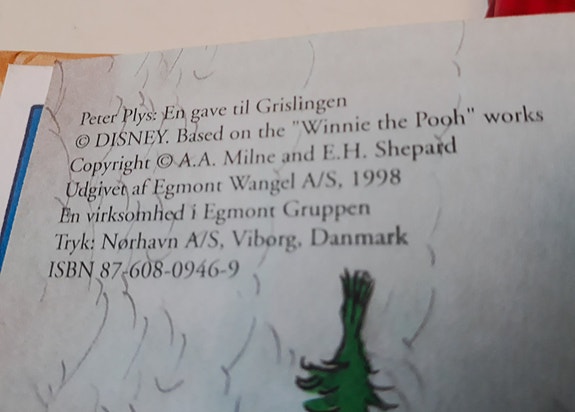 Peter Plys: En gave til Grislingen
© DISNEY. Based on the "Winnie the Pooh" works
Copyright © A.A. Milne and E.H. Shepard
Udgivet af Egmont Wangel A/S, 1998
En virksomhed i Egmont Gruppen
Tryk: Nørhavn A/S, Viborg, Danmark
ISBN 87-608-0946-9